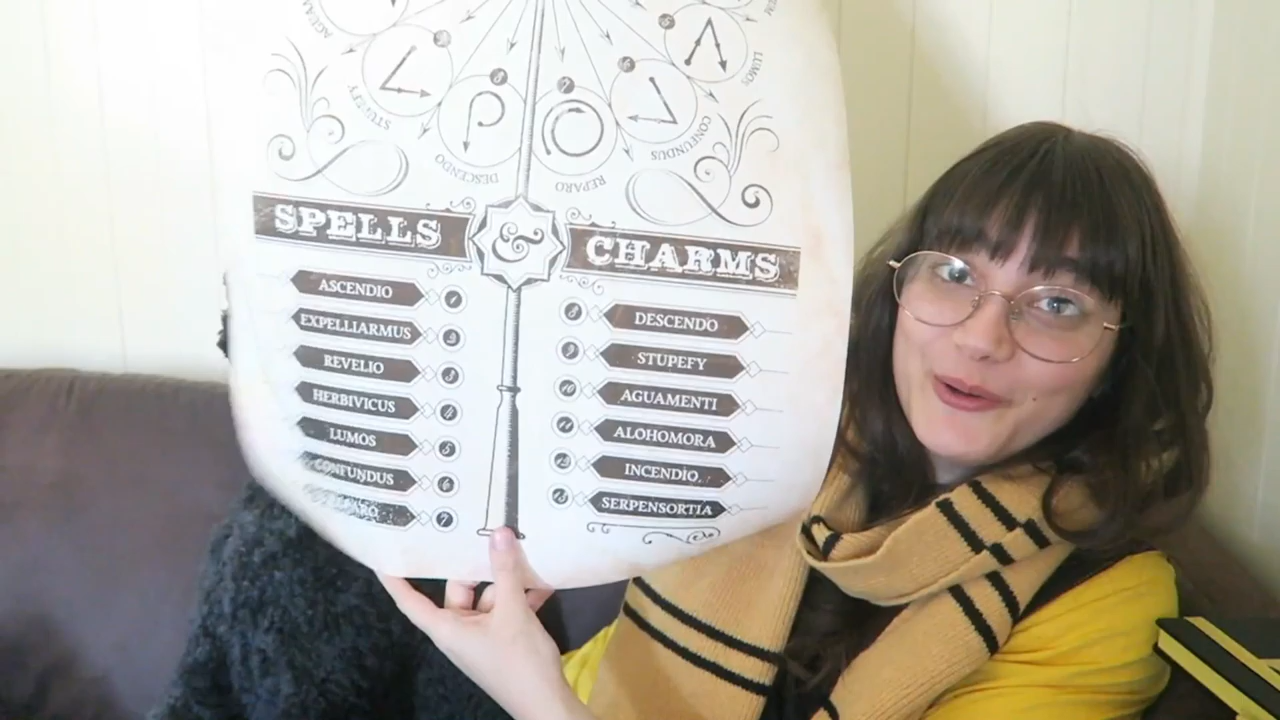 LUMOS
STUPEFY
CONFUNDUS
DESCENDO
REPARO
SPELLS & CHARMS
ASCENDIO 1
EXPELLIARMUS 2
REVELIO 3
HERBIVICUS 4
LUMOS 5
CONFUNDUS 6
7
8 DESCENDO
9 STUPEFY
10 AGUAMENTI
11 ALOHOMORA
12 INCENDIO
13 SERPENSORTIA